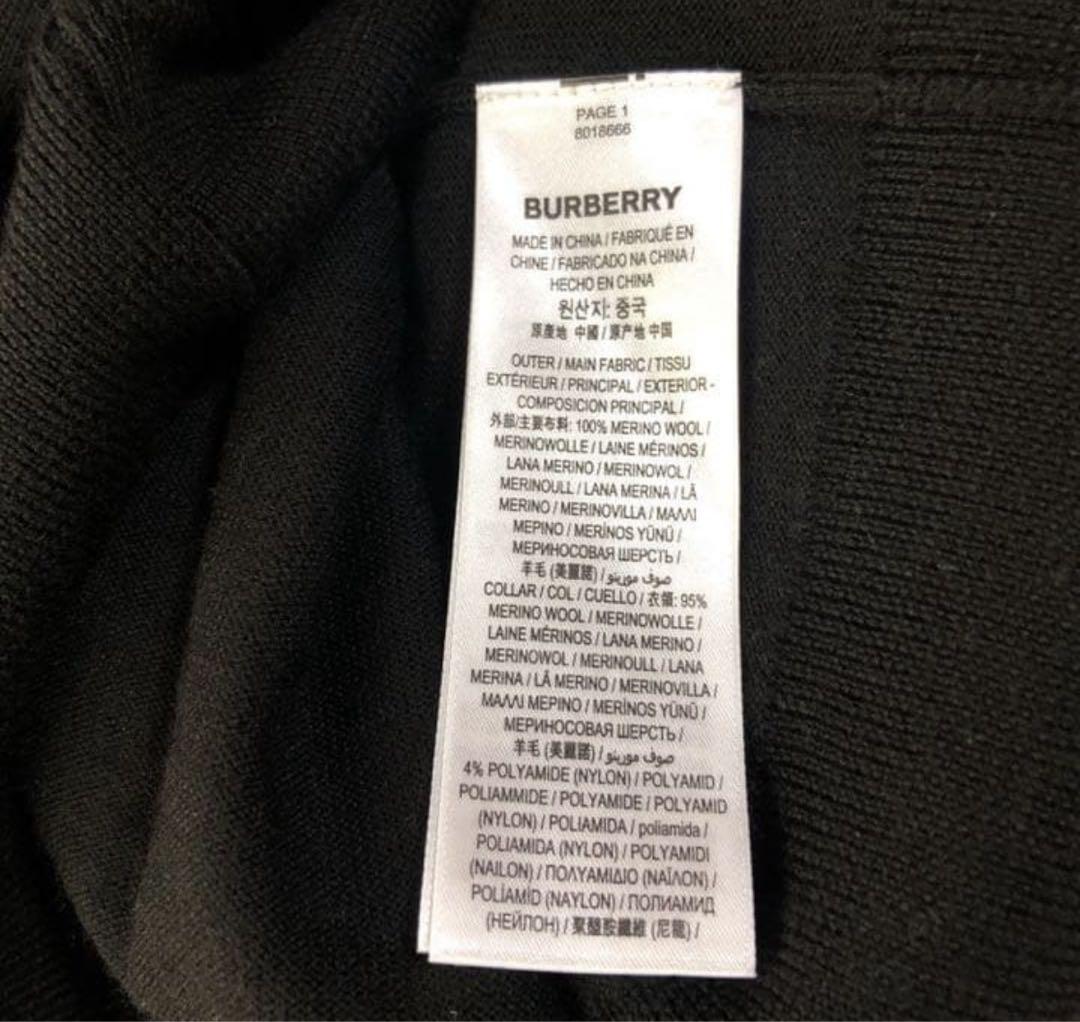 PAGE 1
8018666
BURBERRY
MADE IN CHINA / FABRIQUÉ EN
CHINE / FABRICADO NA CHINA /
HECHO EN CHINA
원산지: 중국
原產地 中國 / 原产地 中国
OUTER / MAIN FABRIC / TISSU
EXTÉRIEUR / PRINCIPAL / EXTERIOR -
COMPOSICION PRINCIPAL /
外部/主要布料: 100% MERINO WOOL /
MERINOWOLLE / LAINE MÉRINOS /
LANA MERINO / MERINOWOL /
MERINOULL / LANA MERINA / LÃ
MERINO / MERINOVILLA / ΜΑΛΛΙ
ΜΕΡΙΝΟ / MERİNOS YÜNÜ /
МЕРИНОСОВАЯ ШЕРСТЬ /
羊毛 (美麗諾) / صوف مورينو
COLLAR / COL / CUELLO / 衣領: 95%
MERINO WOOL / MERINOWOLLE /
LAINE MÉRINOS / LANA MERINO /
MERINOWOL / MERINOULL / LANA
MERINA / LÃ MERINO / MERINOVILLA /
ΜΑΛΛΙ ΜΕΡΙΝΟ / MERİNOS YÜNÜ /
МЕРИНОСОВАЯ ШЕРСТЬ /
羊毛 (美麗諾) / صوف مورينو
4% POLYAMIDE (NYLON) / POLYAMID /
POLIAMMIDE / POLYAMIDE / POLYAMID
(NYLON) / POLIAMIDA / poliamida /
POLIAMIDA (NYLON) / POLYAMIDI
(NAILON) / ΠΟΛΥΑΜΙΔΙΟ (ΝΑΪΛΟΝ) /
POLİAMİD (NAYLON) / ПОЛИАМИД
(НЕЙЛОН) / 聚醯胺纖維 (尼龍) /